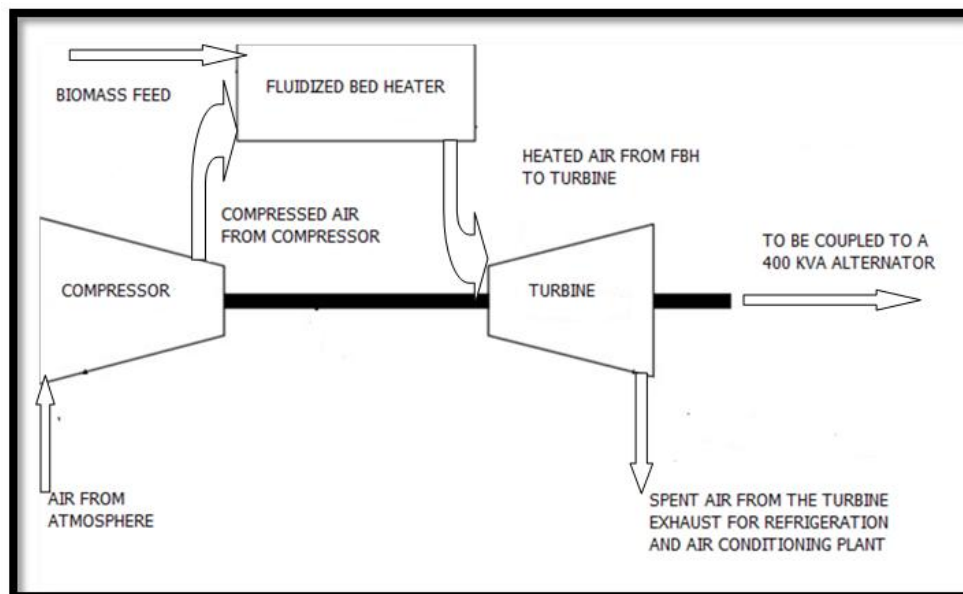 FLUIDIZED BED HEATER
BIOMASS FEED
HEATED AIR FROM FBH
TO TURBINE
COMPRESSED AIR
FROM COMPRESSOR
TO BE COUPLED TO A
400 KVA ALTERNATOR
COMPRESSOR
TURBINE
AIR FROM
ATMOSPHERE
SPENT AIR FROM THE TURBINE
EXHAUST FOR REFRIGERATION
AND AIR CONDITIONING PLANT